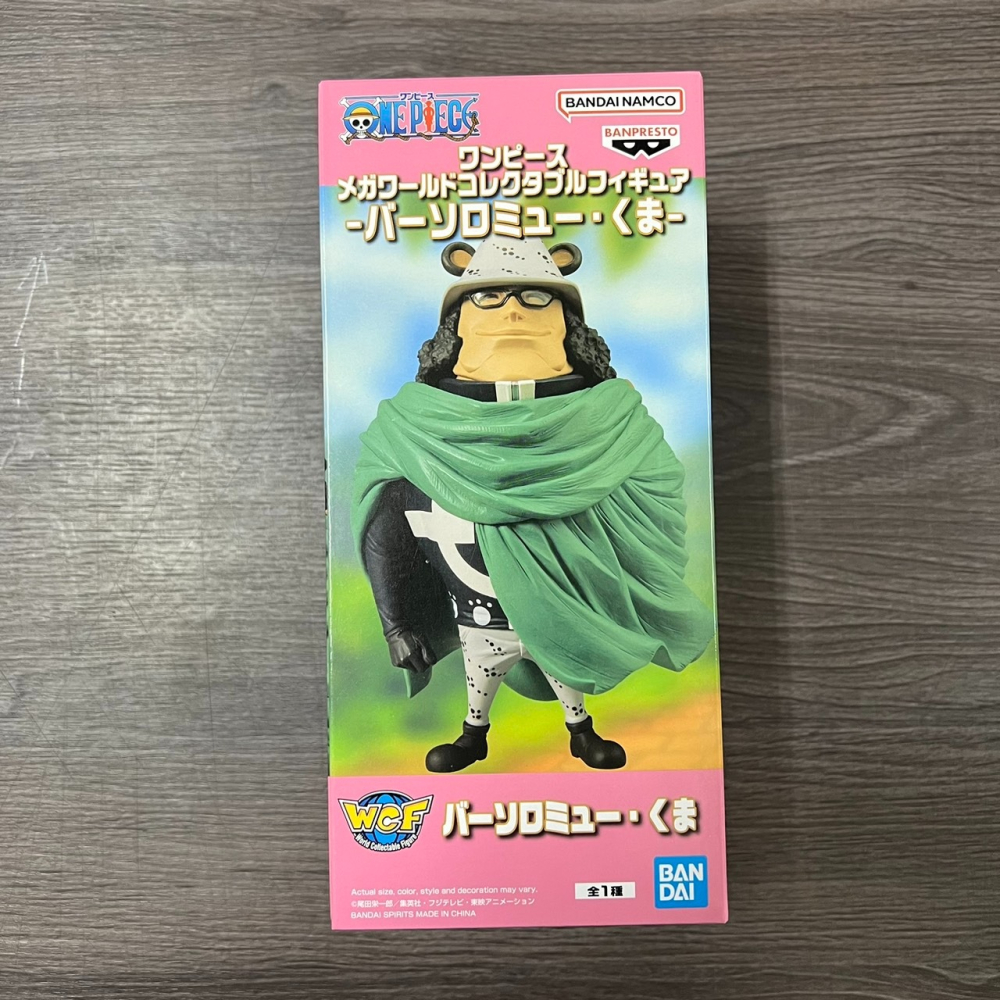 ワンピース
ONE PIECE
BANDAI NAMCO
BANPRESTO
ワンピース
メガワールドコレクタブルフィギュア
-バーソロミュー・くま-
WCF
World Collectable Figure
バーソロミュー・くま
Actual size, color, style and decoration may vary.
©尾田栄一郎/集英社・フジテレビ・東映アニメーション
BANDAI SPIRITS MADE IN CHINA
全1種
BAN
DAI